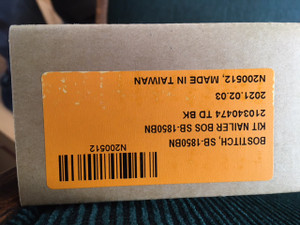 BOSTITCH, SB-1850BN
KIT NAILER BOS SB-1850BN
210340474 TD BK
2021.02.03
N200512, MADE IN TAIWAN
N200512